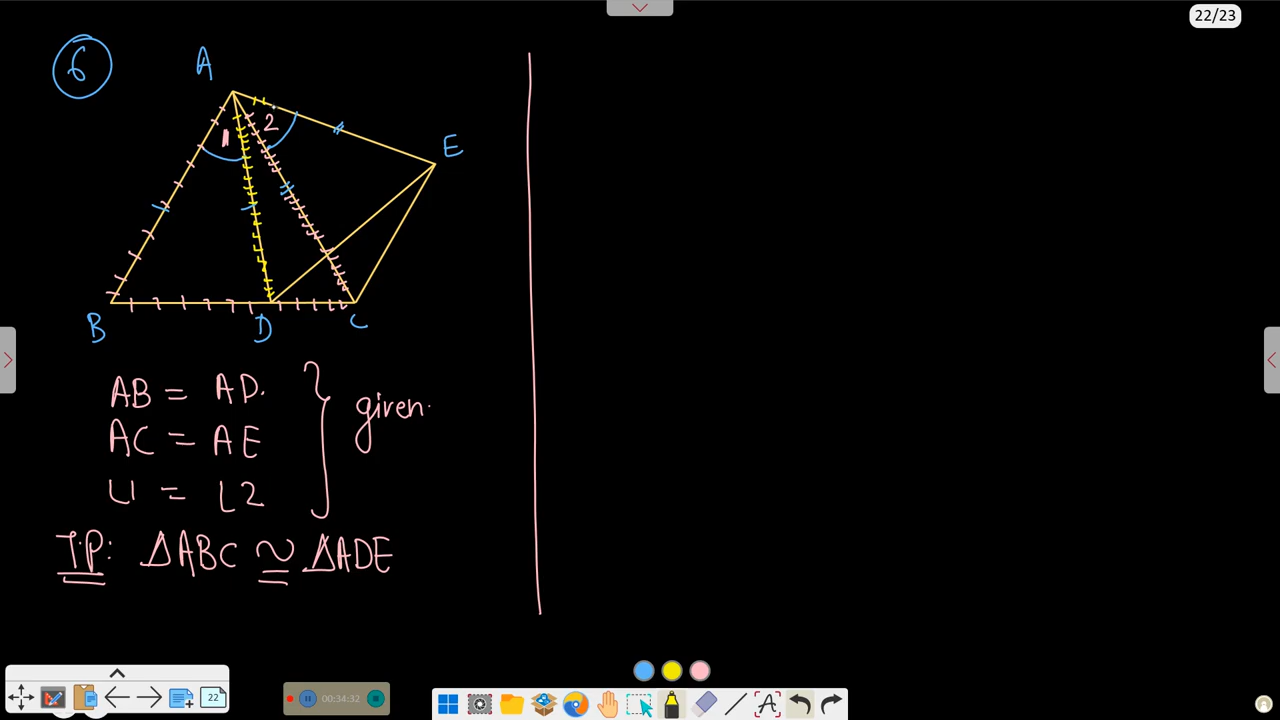 22/23
6
A
1
2
E
B
D
C
AB = AD.
AC = AE
∠1 = ∠2
given.
T.P: ΔABC ≅ ΔADE
22
00:34:32
A